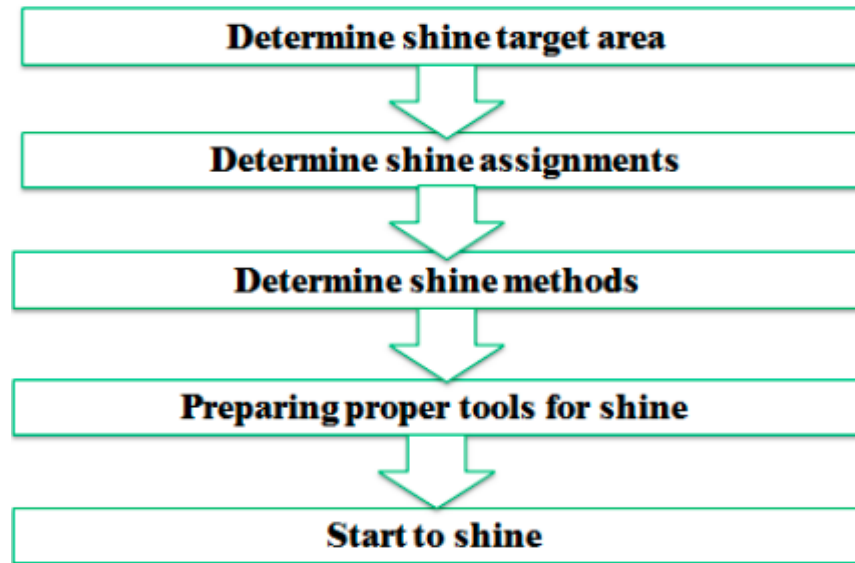 Determine shine target area
Determine shine assignments
Determine shine methods
Preparing proper tools for shine
Start to shine